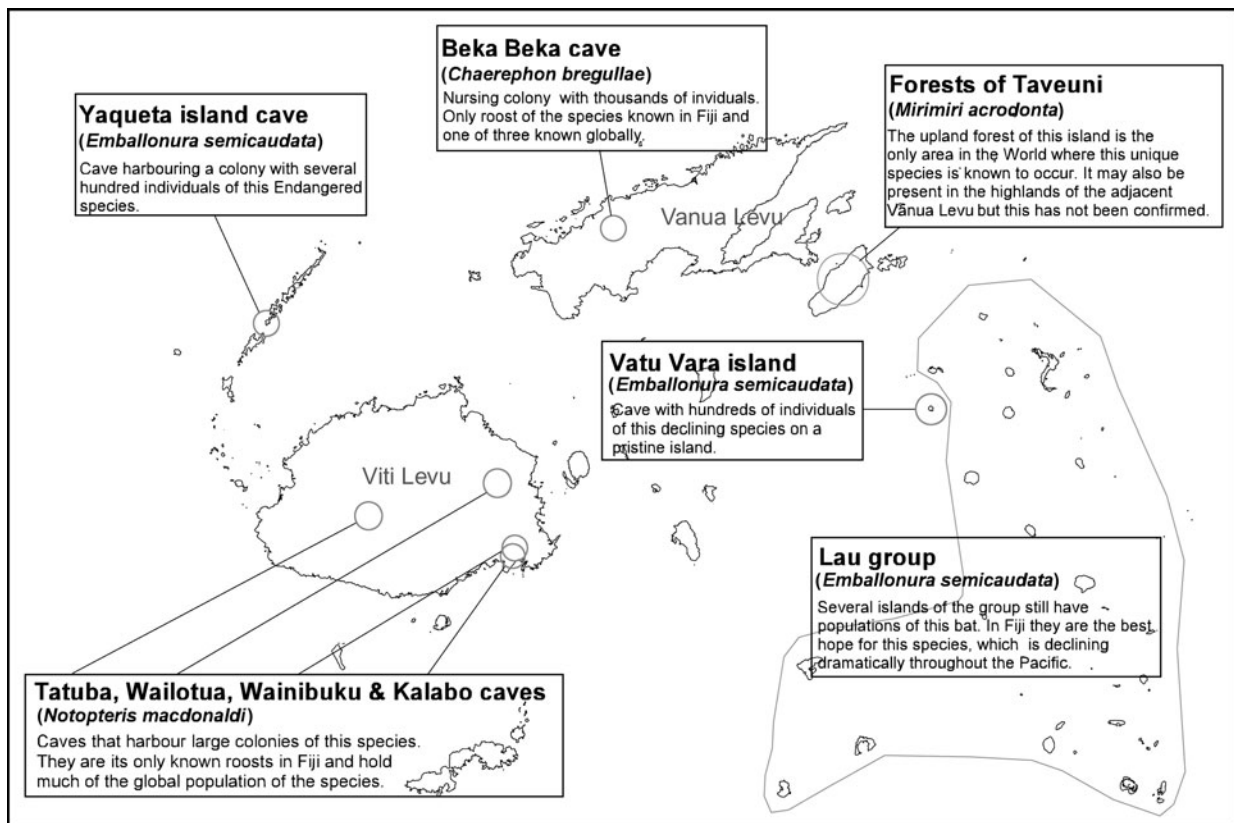 Beka Beka cave
(Chaerephon bregullae)
Nursing colony with thousands of inviduals.
Only roost of the species known in Fiji and
one of three known globally.
Yaqueta island cave
(Emballonura semicaudata)
Cave harbouring a colony with several
hundred individuals of this Endangered
species.
Forests of Taveuni
(Mirimiri acrodonta)
The upland forest of this island is the
only area in the World where this unique
species is known to occur. It may also be
present in the highlands of the adjacent
Vanua Levu but this has not been confirmed.
Vanua Levu
Vatu Vara island
(Emballonura semicaudata)
Cave with hundreds of individuals
of this declining species on a
pristine island.
Viti Levu
Lau group
(Emballonura semicaudata)
Several islands of the group still have
populations of this bat. In Fiji they are the best
hope for this species, which is declining
dramatically throughout the Pacific.
Tatuba, Wailotua, Wainibuku & Kalabo caves
(Notopteris macdonaldi)
Caves that harbour large colonies of this species.
They are its only known roosts in Fiji and hold
much of the global population of the species.